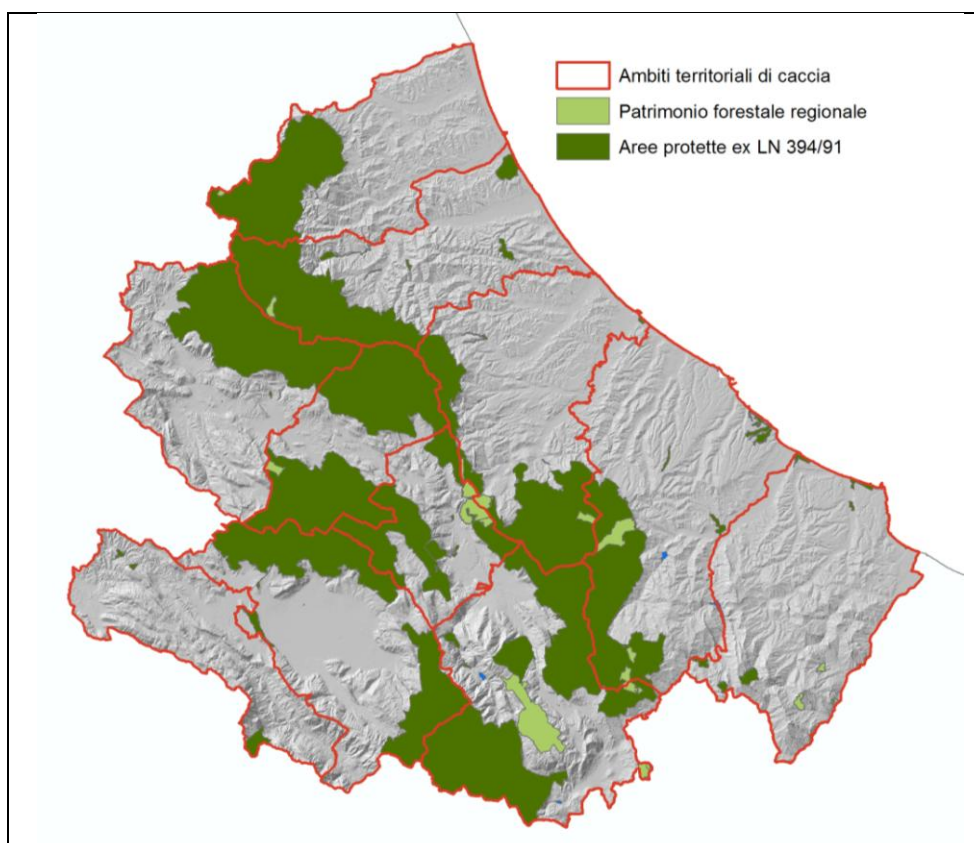 Ambiti territoriali di caccia
Patrimonio forestale regionale
Aree protette ex LN 394/91